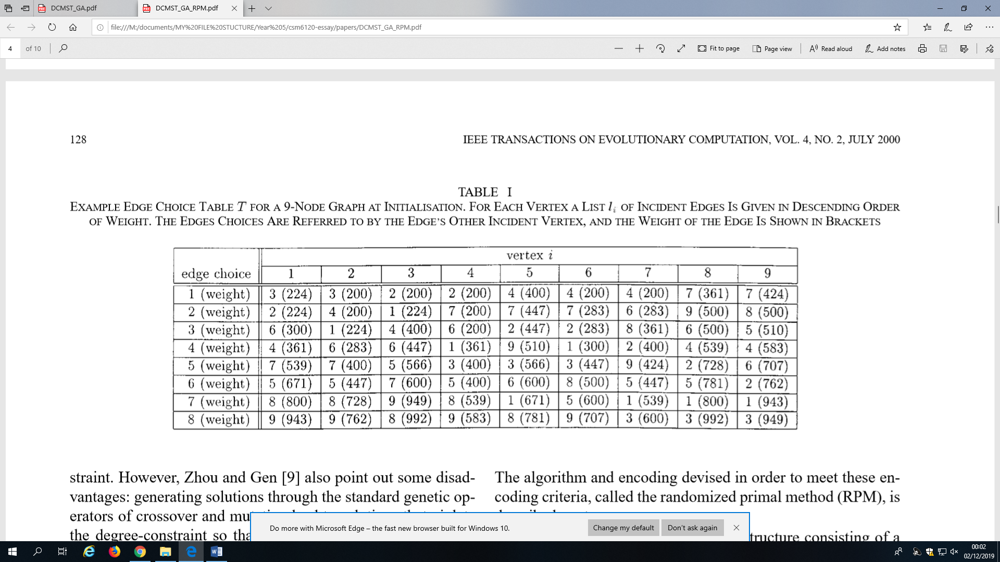 DCMST_GA.pdf
DCMST_GA_RPM.pdf
file:///M:/documents/MY%20FILE%20STUCTURE/Year%205/csm6120-essay/papers/DCMST_GA_RPM.pdf
4 of 10 Fit to page Page view Read aloud Add notes
128 IEEE TRANSACTIONS ON EVOLUTIONARY COMPUTATION, VOL. 4, NO. 2, JULY 2000
TABLE I
EXAMPLE EDGE CHOICE TABLE T FOR A 9-NODE GRAPH AT INITIALISATION. FOR EACH VERTEX A LIST l_i OF INCIDENT EDGES IS GIVEN IN DESCENDING ORDER
OF WEIGHT. THE EDGES CHOICES ARE REFERRED TO BY THE EDGE'S OTHER INCIDENT VERTEX, AND THE WEIGHT OF THE EDGE IS SHOWN IN BRACKETS
vertex i
edge choice 1 2 3 4 5 6 7 8 9
1 (weight) 3 (224) 3 (200) 2 (200) 2 (200) 4 (400) 4 (200) 4 (200) 7 (361) 7 (424)
2 (weight) 2 (224) 4 (200) 1 (224) 7 (200) 7 (447) 7 (283) 6 (283) 9 (500) 8 (500)
3 (weight) 6 (300) 1 (224) 4 (400) 6 (200) 2 (447) 2 (283) 8 (361) 6 (500) 5 (510)
4 (weight) 4 (361) 6 (283) 6 (447) 1 (361) 9 (510) 1 (300) 2 (400) 4 (539) 4 (583)
5 (weight) 7 (539) 7 (400) 5 (566) 3 (400) 3 (566) 3 (447) 9 (424) 2 (728) 6 (707)
6 (weight) 5 (671) 5 (447) 7 (600) 5 (400) 6 (600) 8 (500) 5 (447) 5 (781) 2 (762)
7 (weight) 8 (800) 8 (728) 9 (949) 8 (539) 1 (671) 5 (600) 1 (539) 1 (800) 1 (943)
8 (weight) 9 (943) 9 (762) 8 (992) 9 (583) 8 (781) 9 (707) 3 (600) 3 (992) 3 (949)
straint. However, Zhou and Gen [9] also point out some disad-
vantages: generating solutions through the standard genetic op-
erators of crossover and mu
the degree-constraint so tha
The algorithm and encoding devised in order to meet these en-
coding criteria, called the randomized primal method (RPM), is
tructure consisting of a
Do more with Microsoft Edge – the fast new browser built for Windows 10.
Change my default
Don't ask again
00:02
02/12/2019